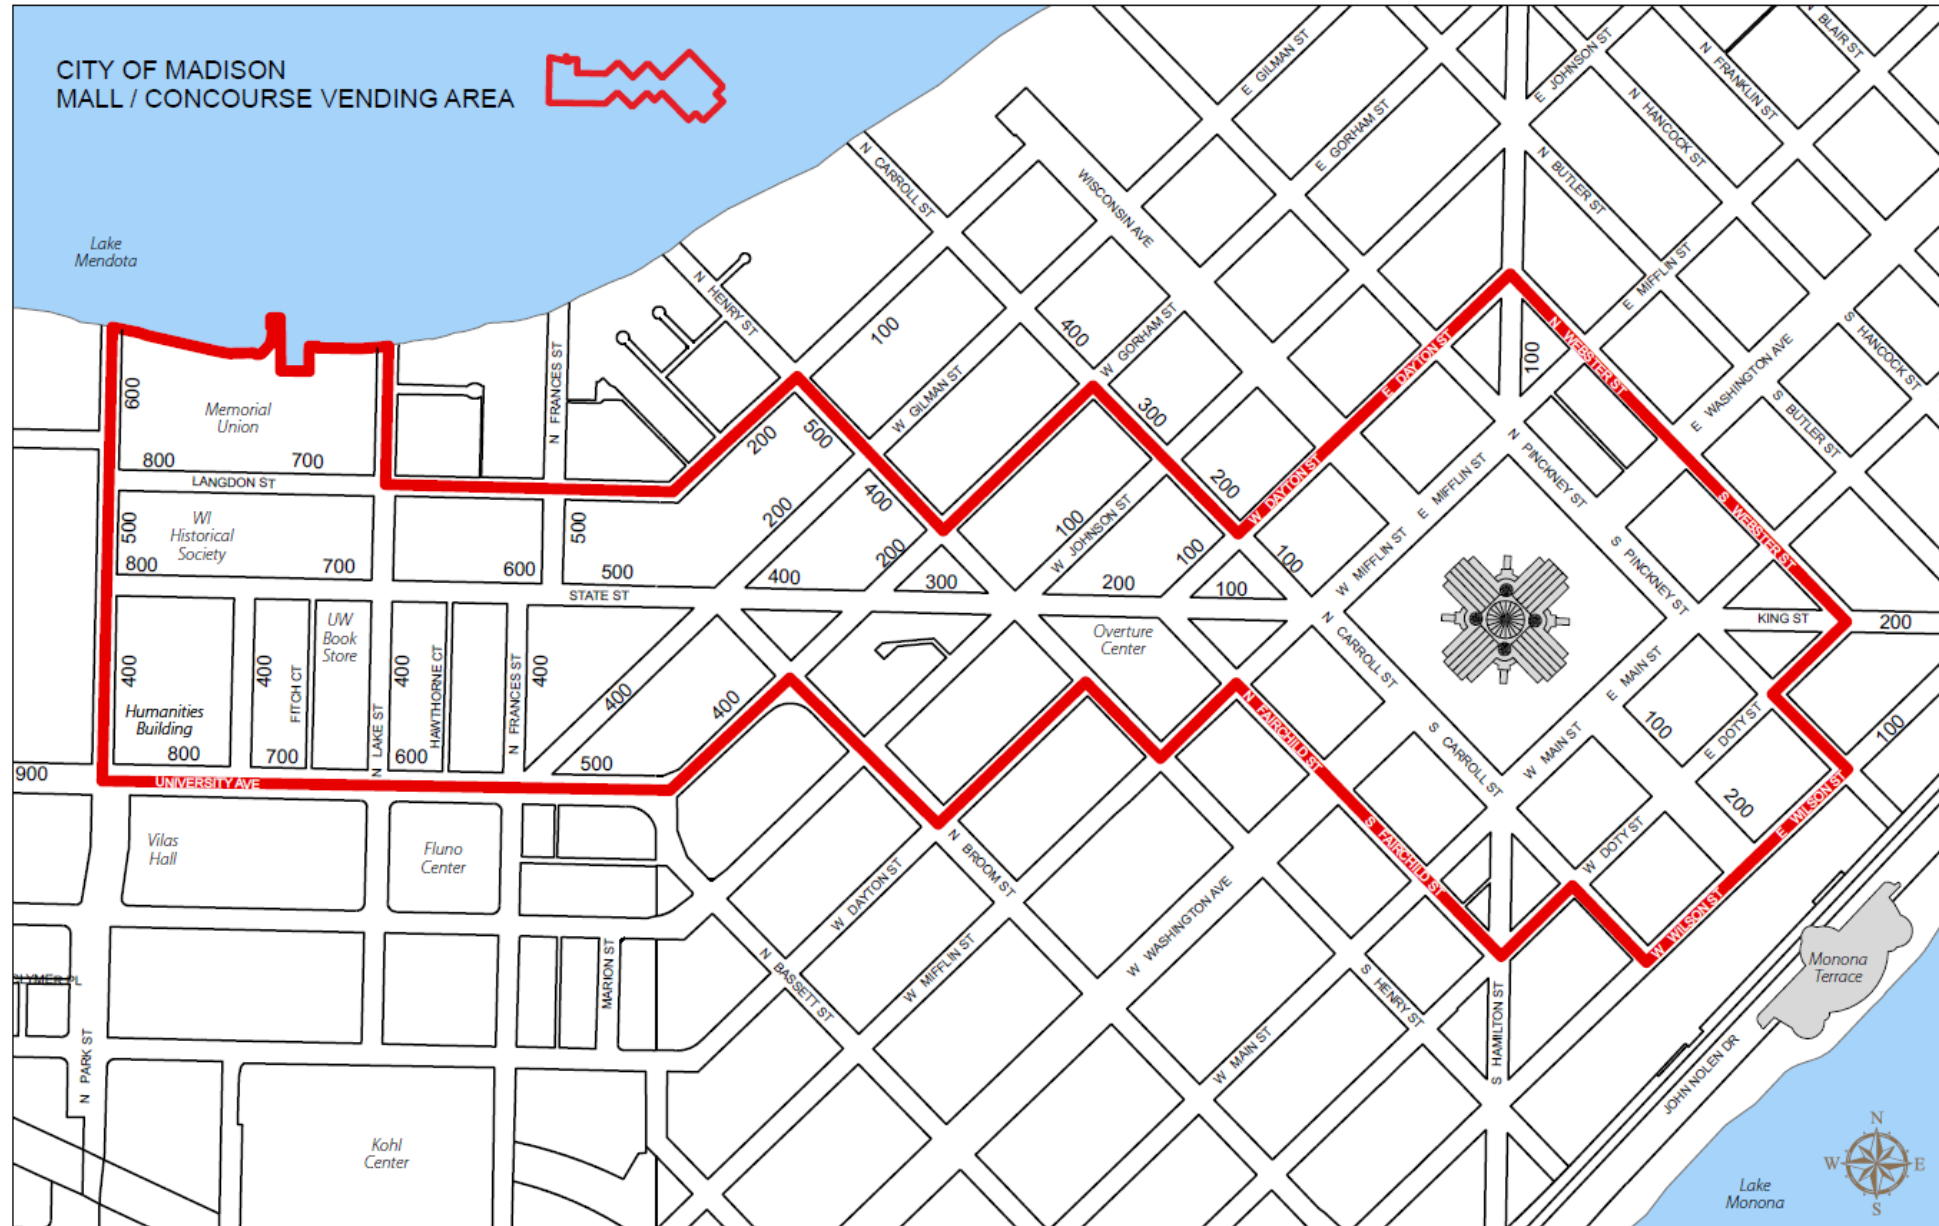 CITY OF MADISON
MALL / CONCOURSE VENDING AREA
Lake
Mendota
N BLAIR ST
N FRANKLIN ST
N HANCOCK ST
N BUTLER ST
E JOHNSON ST
E GILMAN ST
E GORHAM ST
N CARROLL ST
WISCONSIN AVE
N HENRY ST
100
400
W GORHAM ST
W GILMAN ST
300
200
E DAYTON ST
W DAYTON ST
N WEBSTER ST
S WEBSTER ST
100
E MIFFLIN ST
E WASHINGTON AVE
S HANCOCK ST
S BUTLER ST
N PINCKNEY ST
S PINCKNEY ST
E MIFFLIN ST
W MIFFLIN ST
N FRANCES ST
600
Memorial
Union
800
700
LANGDON ST
500
WI
Historical
Society
800
700
600
500
500
STATE ST
200
500
200
400
200
400
300
100
W JOHNSON ST
100
200
100
100
Overture
Center
N CARROLL ST
S CARROLL ST
KING ST
200
E MAIN ST
W MAIN ST
100
E DOTY ST
W DOTY ST
200
100
E WILSON ST
W WILSON ST
N FAIRCHILD ST
S FAIRCHILD ST
400
Humanities
Building
800
400
FITCH CT
700
UW
Book
Store
N LAKE ST
400
HAWTHORNE CT
600
N FRANCES ST
400
400
400
500
900
UNIVERSITY AVE
Vilas
Hall
Fluno
Center
W DAYTON ST
N BROOM ST
N BASSETT ST
W MIFFLIN ST
W WASHINGTON AVE
S HENRY ST
W MAIN ST
S HAMILTON ST
MARION ST
N PARK ST
Kohl
Center
JOHN NOLEN DR
Monona
Terrace
Lake
Monona
N
W
E
S